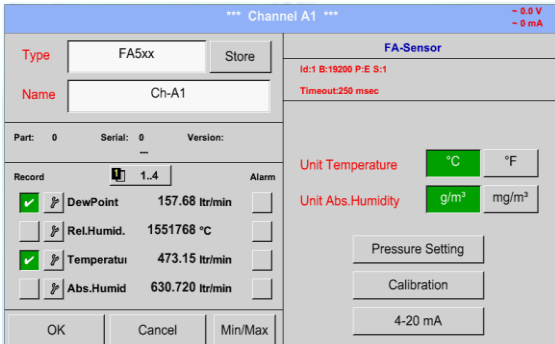 *** Channel A1 ***
~ 0.0 V
~ 0 mA
Type
FA5xx
Store
Name
Ch-A1
Part: 0 Serial: 0 Version:
---
Record
1..4
Alarm
DewPoint 157.68 ltr/min
Rel.Humid. 1551768 °C
Temperatur 473.15 ltr/min
Abs.Humid 630.720 ltr/min
OK
Cancel
Min/Max
FA-Sensor
Id:1 B:19200 P:E S:1
Timeout:250 msec
Unit Temperature
°C
°F
Unit Abs.Humidity
g/m³
mg/m³
Pressure Setting
Calibration
4-20 mA